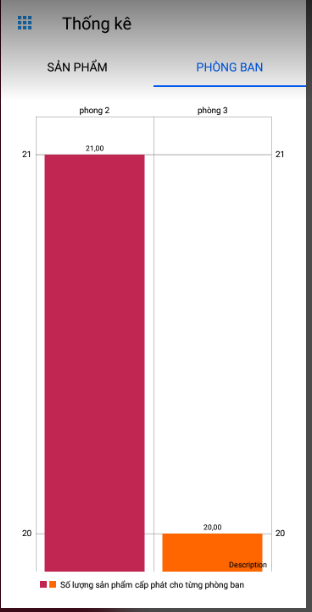 Thống kê
SẢN PHẨM PHÒNG BAN
phong 2 phòng 3
21 21,00 21
20 20,00 20
Description
Số lượng sản phẩm cấp phát cho từng phòng ban